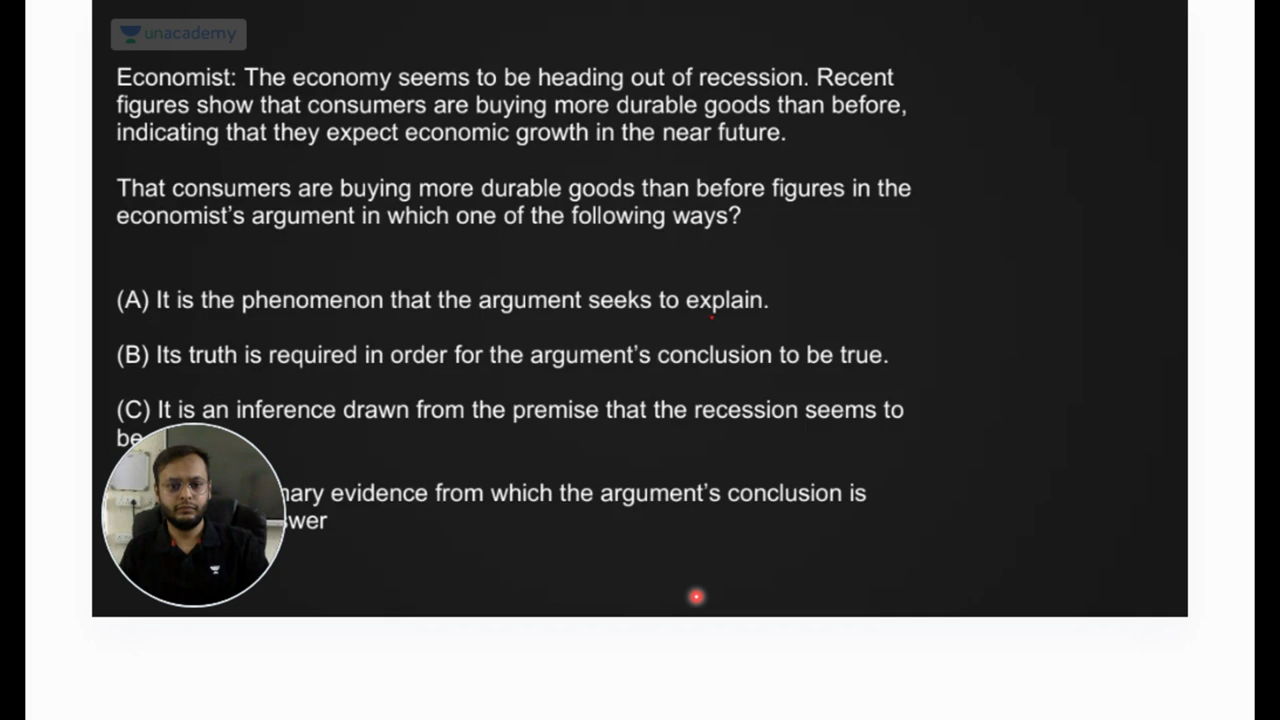 unacademy
Economist: The economy seems to be heading out of recession. Recent
figures show that consumers are buying more durable goods than before,
indicating that they expect economic growth in the near future.
That consumers are buying more durable goods than before figures in the
economist's argument in which one of the following ways?
(A) It is the phenomenon that the argument seeks to explain.
(B) Its truth is required in order for the argument's conclusion to be true.
(C) It is an inference drawn from the premise that the recession seems to
be
evidence from which the argument's conclusion is